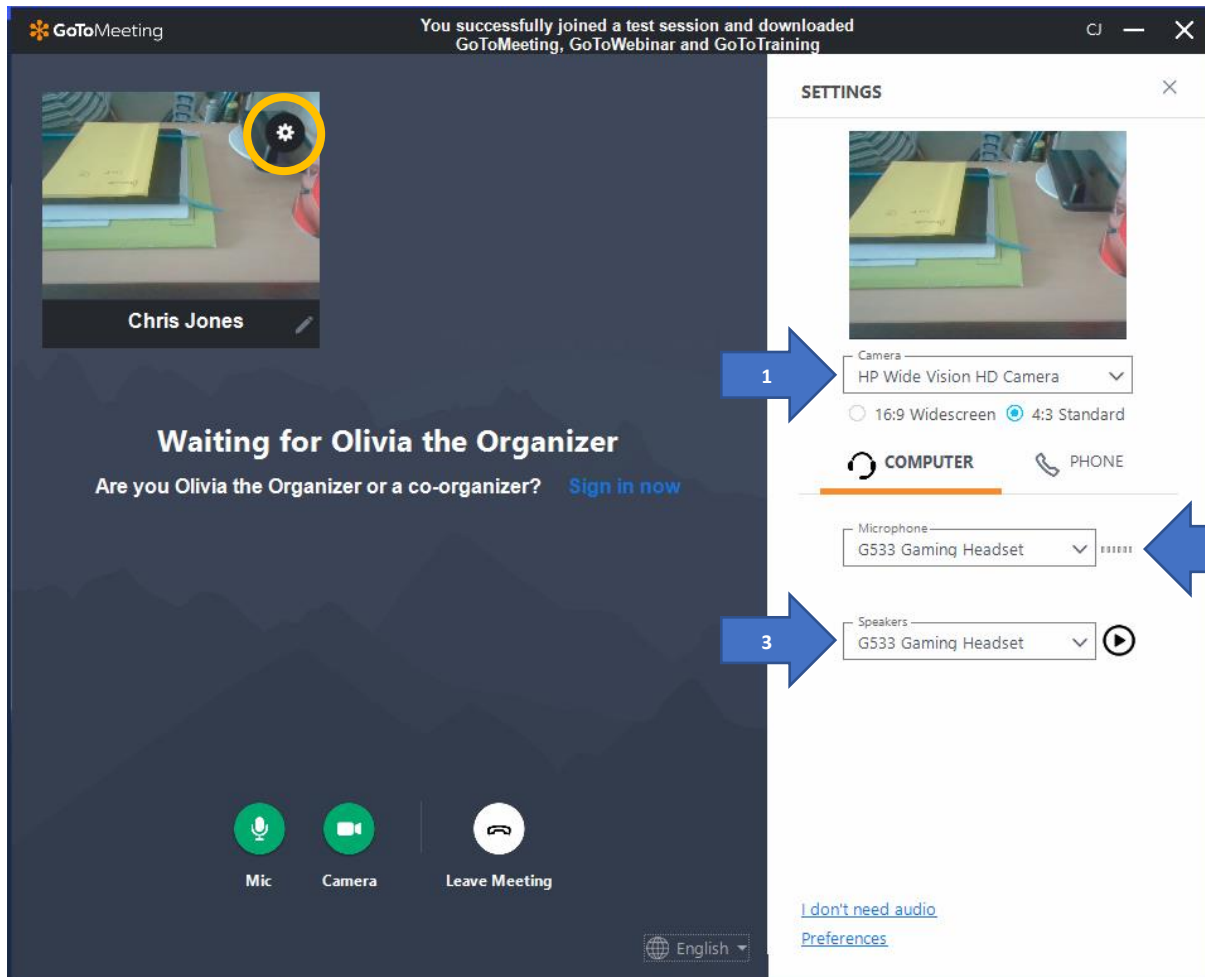 GoToMeeting
You successfully joined a test session and downloaded
GoToMeeting, GoToWebinar and GoToTraining
CJ
SETTINGS
Chris Jones
1
Camera
HP Wide Vision HD Camera
16:9 Widescreen 4:3 Standard
Waiting for Olivia the Organizer
Are you Olivia the Organizer or a co-organizer? Sign in now
COMPUTER PHONE
Microphone
G533 Gaming Headset
3
Speakers
G533 Gaming Headset
Mic Camera Leave Meeting
English
I don't need audio
Preferences